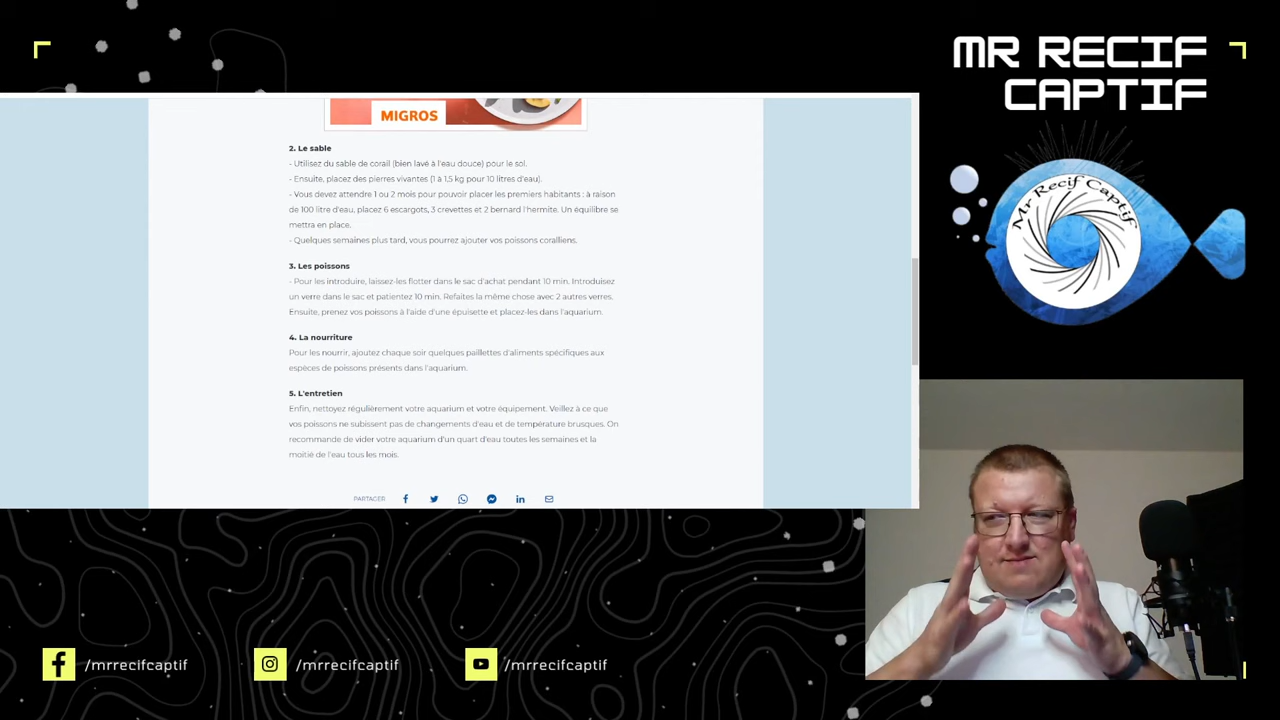 MR RECIF
CAPTIF
Mr Recif Captif
MIGROS
2. Le sable
- Utilisez du sable de corail (bien lavé à l'eau douce) pour le sol.
- Ensuite, placez des pierres vivantes (1 à 1,5 kg pour 10 litres d'eau).
- Vous devez attendre 1 ou 2 mois pour pouvoir placer les premiers habitants : à raison
de 100 litre d'eau, placez 6 escargots, 3 crevettes et 2 bernard l'hermite. Un équilibre se
mettra en place.
- Quelques semaines plus tard, vous pourrez ajouter vos poissons coralliens.
3. Les poissons
- Pour les introduire, laissez-les flotter dans le sac d'achat pendant 10 min. Introduisez
un verre dans le sac et patientez 10 min. Refaites la même chose avec 2 autres verres.
Ensuite, prenez vos poissons à l'aide d'une épuisette et placez-les dans l'aquarium.
4. La nourriture
Pour les nourrir, ajoutez chaque soir quelques paillettes d'aliments spécifiques aux
espèces de poissons présents dans l'aquarium.
5. L'entretien
Enfin, nettoyez régulièrement votre aquarium et votre équipement. Veillez à ce que
vos poissons ne subissent pas de changements d'eau et de température brusques. On
recommande de vider votre aquarium d'un quart d'eau toutes les semaines et la
moitié de l'eau tous les mois.
PARTAGER
/mrrecifcaptif
/mrrecifcaptif
/mrrecifcaptif